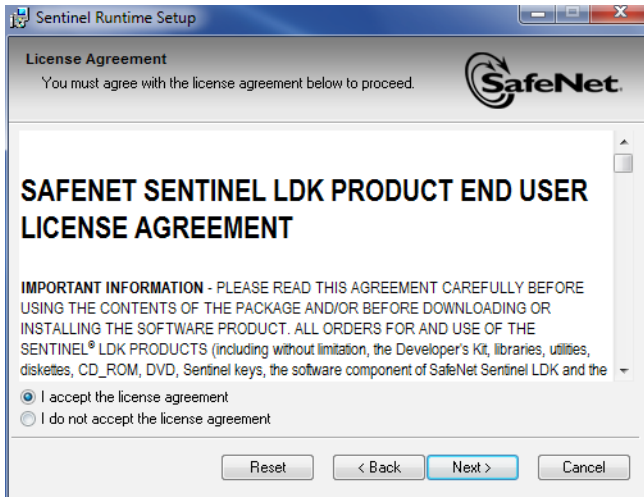 Sentinel Runtime Setup
License Agreement
You must agree with the license agreement below to proceed.
SafeNet.
SAFENET SENTINEL LDK PRODUCT END USER
LICENSE AGREEMENT
IMPORTANT INFORMATION - PLEASE READ THIS AGREEMENT CAREFULLY BEFORE
USING THE CONTENTS OF THE PACKAGE AND/OR BEFORE DOWNLOADING OR
INSTALLING THE SOFTWARE PRODUCT. ALL ORDERS FOR AND USE OF THE
SENTINEL® LDK PRODUCTS (including without limitation, the Developer's Kit, libraries, utilities,
diskettes, CD_ROM, DVD, Sentinel keys, the software component of SafeNet Sentinel LDK and the
I accept the license agreement
I do not accept the license agreement
Reset
< Back
Next >
Cancel